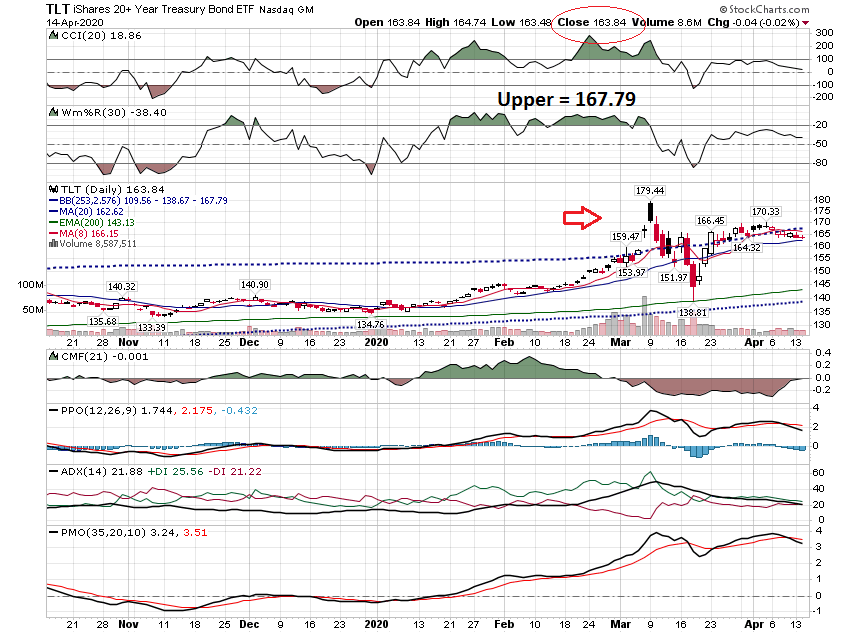 TLT iShares 20+ Year Treasury Bond ETF Nasdaq GM © StockCharts.com
14-Apr-2020 Open 163.84 High 164.74 Low 163.48 Close 163.84 Volume 8.6M Chg -0.04 (-0.02%)
CCI(20) 18.86
300
200
100
0
-100
-200
Upper = 167.79
Wm%R(30) -38.40
-20
-50
-80
TLT (Daily) 163.84
BB(253,2.576) 109.56 - 138.67 - 167.79
MA(20) 162.62
EMA(200) 143.13
MA(8) 166.15
Volume 8,587,511
179.44
170.33
166.45
164.32
159.47
153.97
151.97
138.81
140.32
140.90
135.68
133.39
134.76
180
175
170
165
160
155
150
145
140
135
130
100M
50M
21 28 Nov 11 18 25 Dec 9 16 23 2020 13 21 27 Feb 10 18 24 Mar 9 16 23 Apr 6 13
CMF(21) -0.001
0.4
0.2
0.0
-0.2
PPO(12,26,9) 1.744, 2.175, -0.432
4
2
0
ADX(14) 21.88 +DI 25.56 -DI 21.22
60
40
20
0
PMO(35,20,10) 3.24, 3.51
4
3
2
1
0
-1
21 28 Nov 11 18 25 Dec 9 16 23 2020 13 21 27 Feb 10 18 24 Mar 9 16 23 Apr 6 13